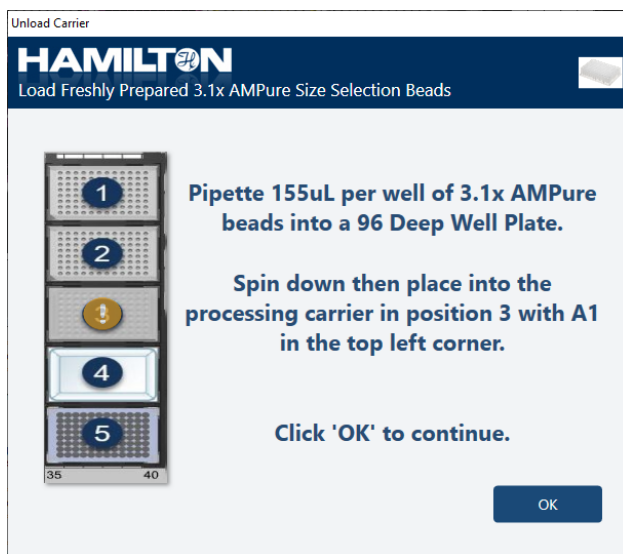 Unload Carrier
HAMILTON
Load Freshly Prepared 3.1x AMPure Size Selection Beads
1
2
3
4
5
35 40
Pipette 155uL per well of 3.1x AMPure
beads into a 96 Deep Well Plate.
Spin down then place into the
processing carrier in position 3 with A1
in the top left corner.
Click 'OK' to continue.
OK